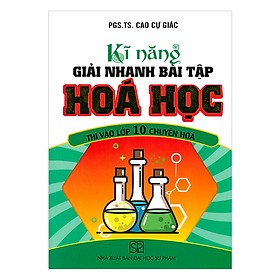 PGS.TS. CAO CỰ GIÁC
Kĩ năng
GIẢI NHANH BÀI TẬP
HOÁ HỌC
THI VÀO LỚP 10 CHUYÊN HOÁ
NHÀ XUẤT BẢN ĐẠI HỌC SƯ PHẠM